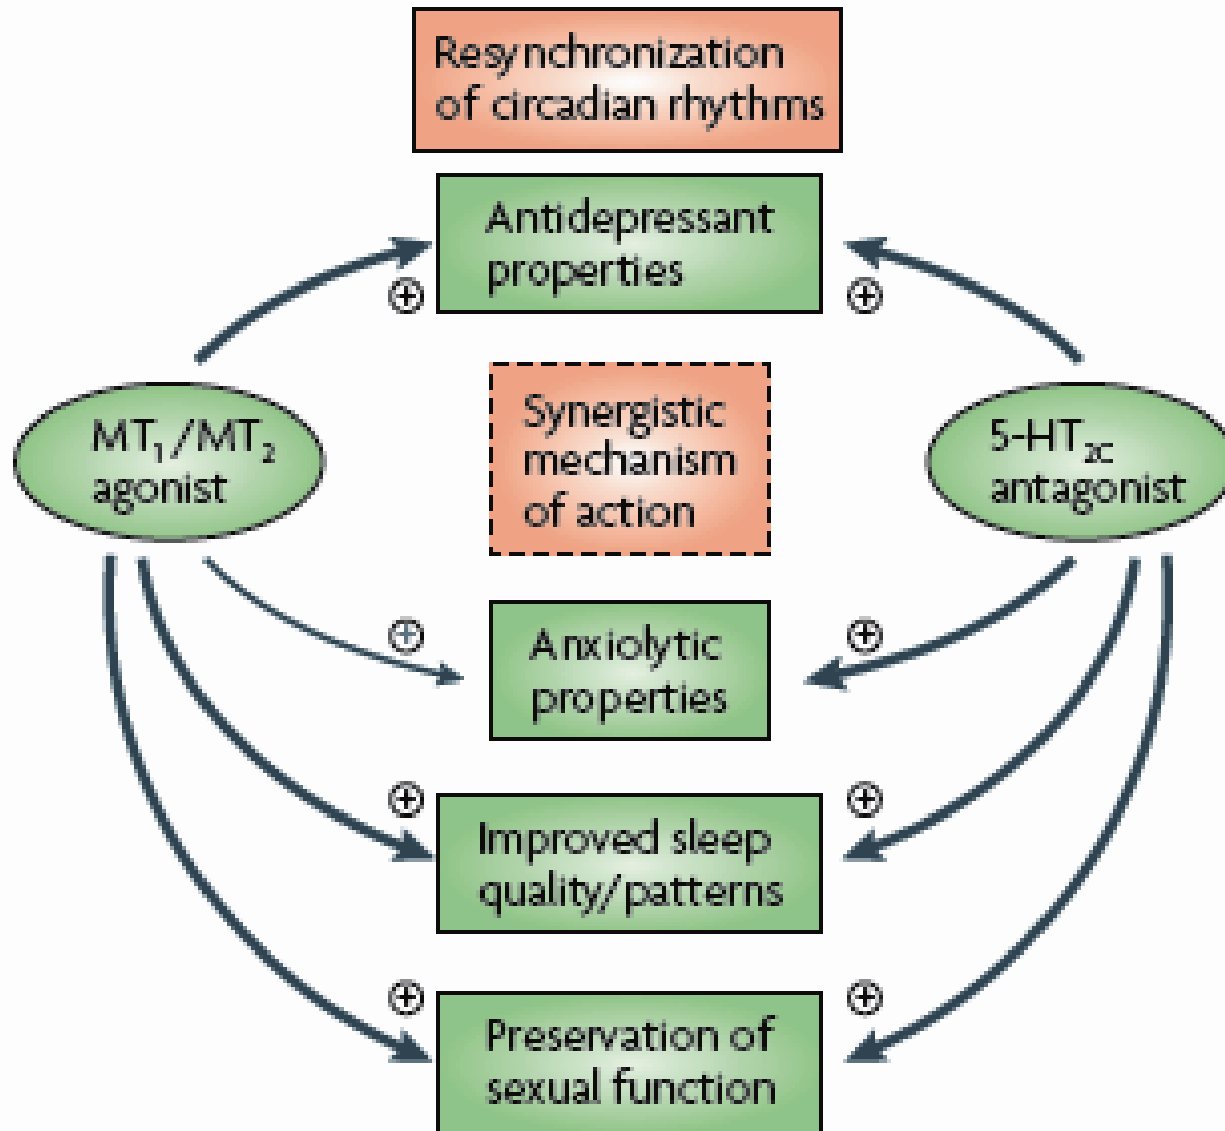 Resynchronization
of circadian rhythms
Antidepressant
properties
⊕
⊕
MT₁/MT₂
agonist
Synergistic
mechanism
of action
5-HT₂C
antagonist
⊕
⊕
Anxiolytic
properties
⊕
⊕
Improved sleep
quality/patterns
⊕
⊕
Preservation of
sexual function